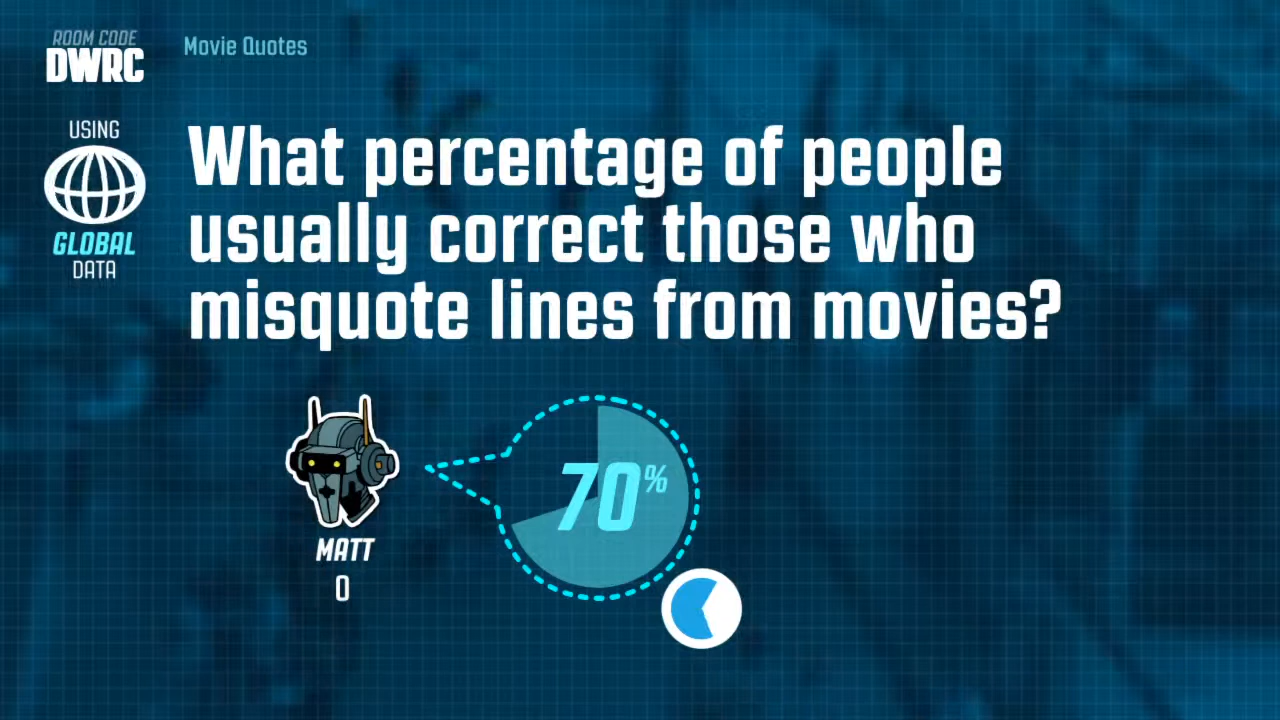 ROOM CODE
DWRC
Movie Quotes
USING
GLOBAL
DATA
What percentage of people
usually correct those who
misquote lines from movies?
70%
MATT
0